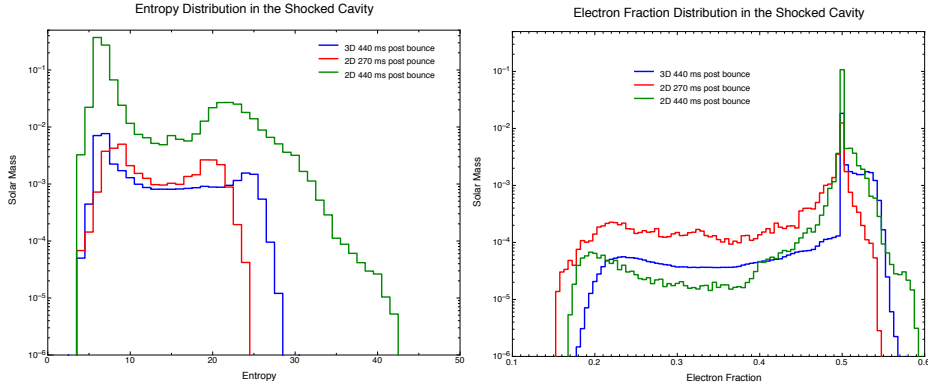 Entropy Distribution in the Shocked Cavity
3D 440 ms post bounce
2D 270 ms post pounce
2D 440 ms post bounce
Solar Mass
10⁻¹
10⁻²
10⁻³
10⁻⁴
10⁻⁵
10⁻⁶
0 10 20 30 40 50
Entropy
Electron Fraction Distribution in the Shocked Cavity
3D 440 ms post bounce
2D 270 ms post bounce
2D 440 ms post bounce
Solar Mass
10⁻¹
10⁻²
10⁻³
10⁻⁴
10⁻⁵
10⁻⁶
0.1 0.2 0.3 0.4 0.5 0.6
Electron Fraction